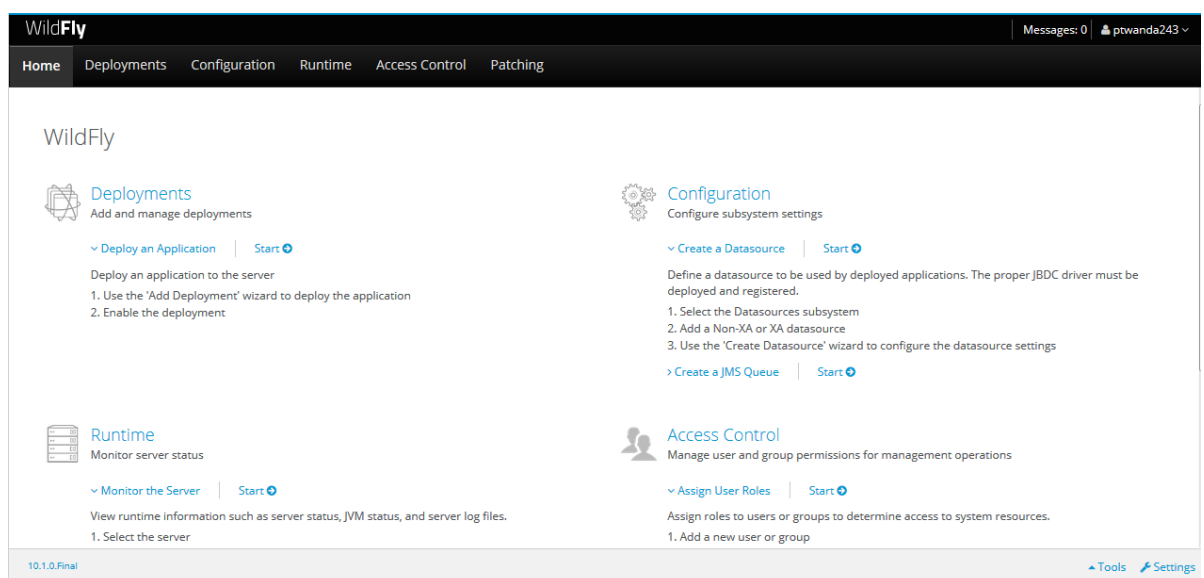 WildFly
Messages: 0 ptwanda243
Home Deployments Configuration Runtime Access Control Patching
WildFly
Deployments
Add and manage deployments
Deploy an Application Start
Deploy an application to the server
1. Use the 'Add Deployment' wizard to deploy the application
2. Enable the deployment
Configuration
Configure subsystem settings
Create a Datasource Start
Define a datasource to be used by deployed applications. The proper JBDC driver must be
deployed and registered.
1. Select the Datasources subsystem
2. Add a Non-XA or XA datasource
3. Use the 'Create Datasource' wizard to configure the datasource settings
Create a JMS Queue Start
Runtime
Monitor server status
Monitor the Server Start
View runtime information such as server status, JVM status, and server log files.
1. Select the server
Access Control
Manage user and group permissions for management operations
Assign User Roles Start
Assign roles to users or groups to determine access to system resources.
1. Add a new user or group
10.1.0.Final
Tools Settings